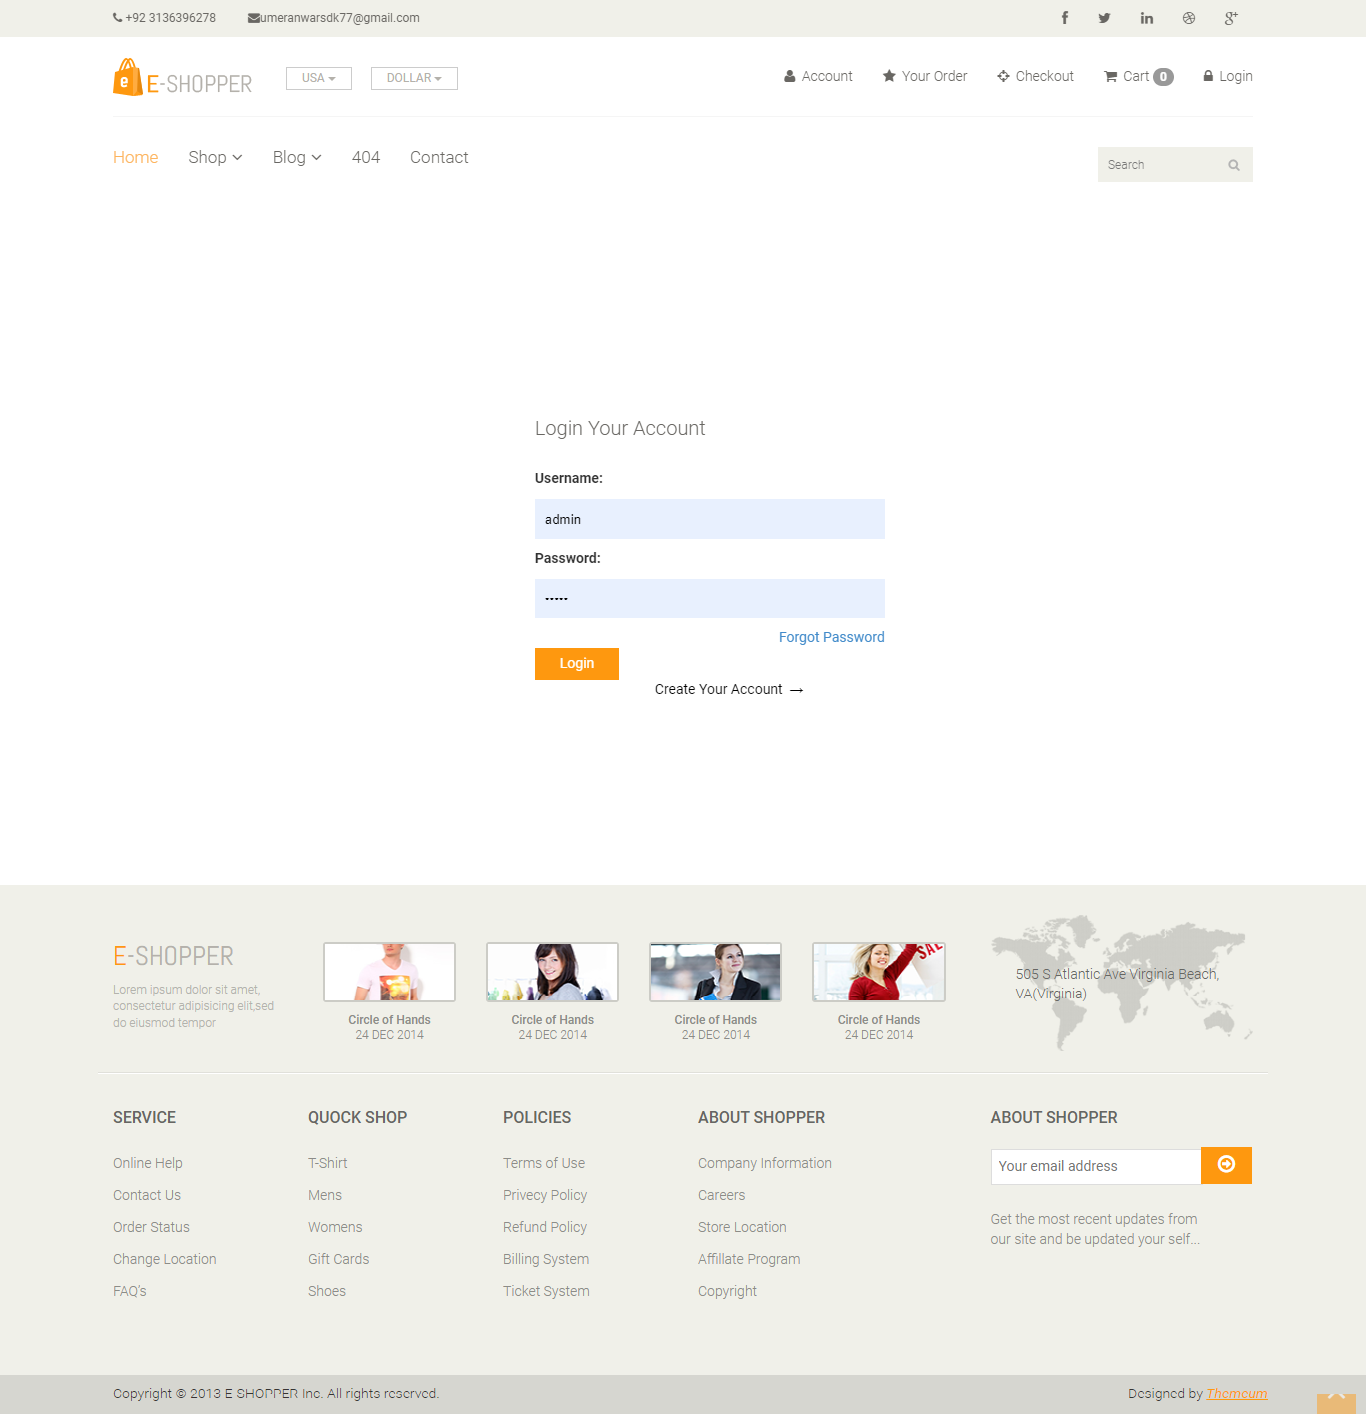 +92 3136396278 umeranwarsdk77@gmail.com
E-SHOPPER USA DOLLAR Account Your Order Checkout Cart 0 Login
Home Shop Blog 404 Contact Search
Login Your Account
Username:
admin
Password:
•••••
Forgot Password
Login
Create Your Account →
E-SHOPPER
Lorem ipsum dolor sit amet,
consectetur adipisicing elit,sed
do eiusmod tempor
Circle of Hands
24 DEC 2014
Circle of Hands
24 DEC 2014
Circle of Hands
24 DEC 2014
SALE
Circle of Hands
24 DEC 2014
505 S Atlantic Ave Virginia Beach,
VA(Virginia)
SERVICE
Online Help
Contact Us
Order Status
Change Location
FAQ's
QUOCK SHOP
T-Shirt
Mens
Womens
Gift Cards
Shoes
POLICIES
Terms of Use
Privecy Policy
Refund Policy
Billing System
Ticket System
ABOUT SHOPPER
Company Information
Careers
Store Location
Affillate Program
Copyright
ABOUT SHOPPER
Your email address
Get the most recent updates from
our site and be updated your self...
Copyright © 2013 E SHOPPER Inc. All rights reserved. Designed by Themeum